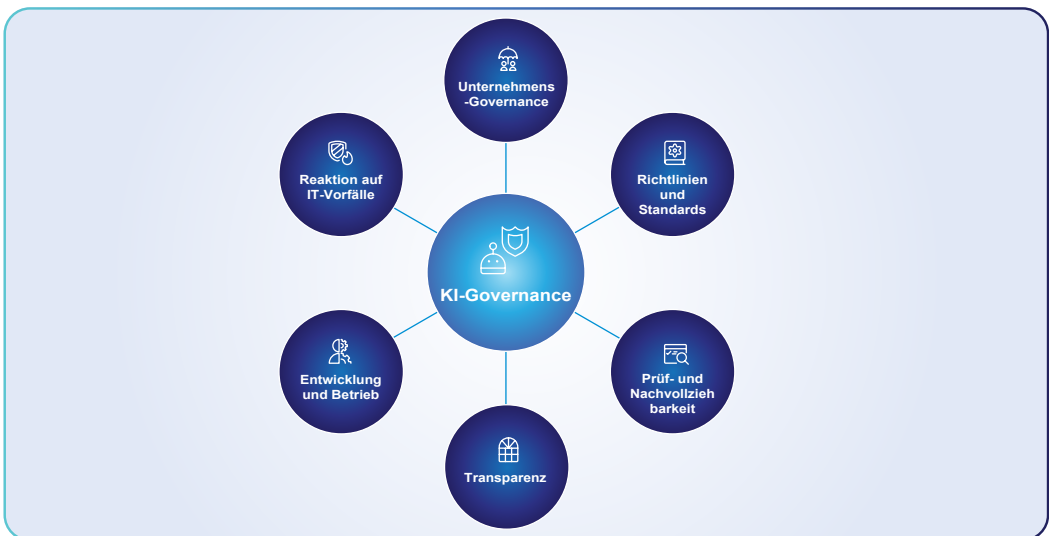 Unternehmens
-Governance
Reaktion auf
IT-Vorfälle
Richtlinien
und
Standards
KI-Governance
Entwicklung
und Betrieb
Prüf- und
Nachvollzieh
barkeit
Transparenz